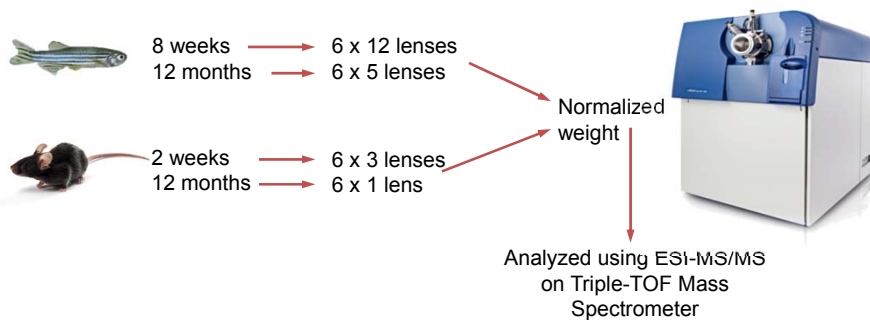 8 weeks 6 x 12 lenses
12 months 6 x 5 lenses
Normalized
weight
2 weeks 6 x 3 lenses
12 months 6 x 1 lens
Analyzed using ESI-MS/MS
on Triple-TOF Mass
Spectrometer